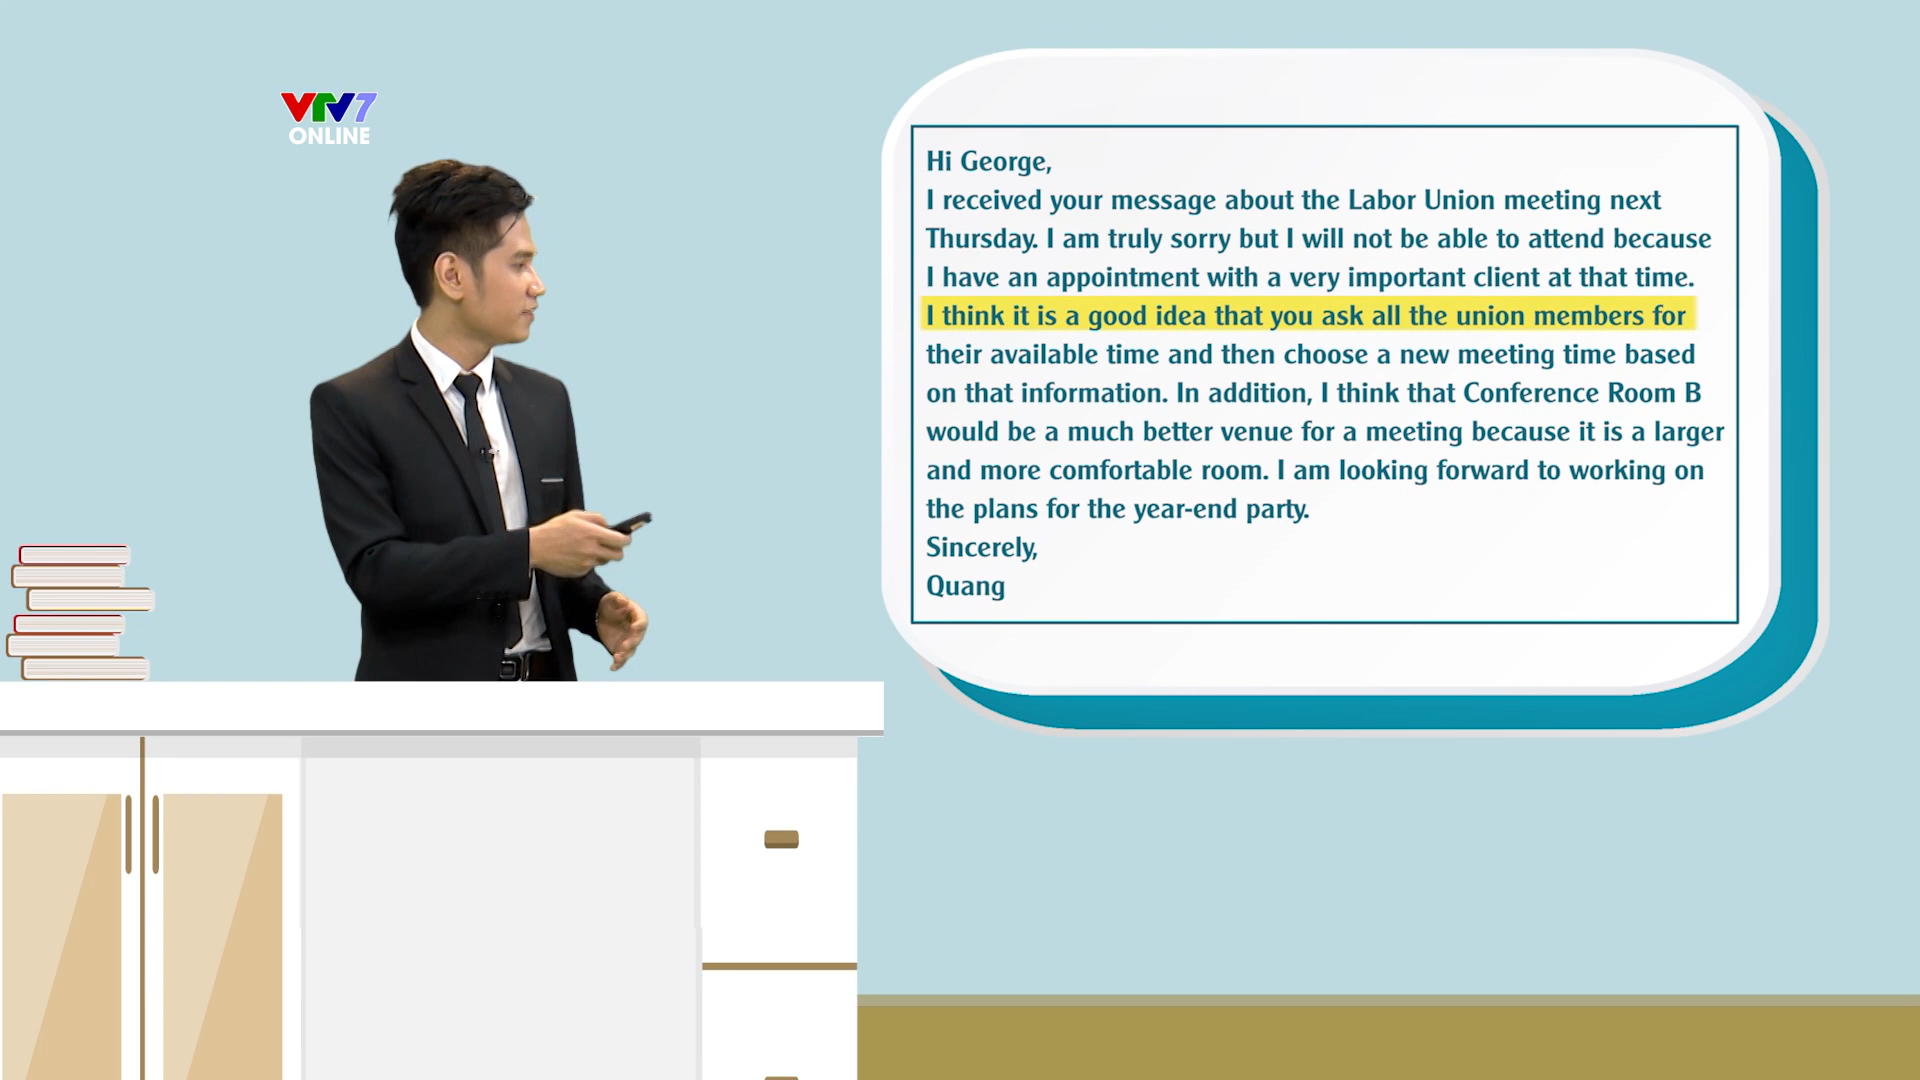 VTV7
ONLINE
Hi George,
I received your message about the Labor Union meeting next
Thursday. I am truly sorry but I will not be able to attend because
I have an appointment with a very important client at that time.
I think it is a good idea that you ask all the union members for
their available time and then choose a new meeting time based
on that information. In addition, I think that Conference Room B
would be a much better venue for a meeting because it is a larger
and more comfortable room. I am looking forward to working on
the plans for the year-end party.
Sincerely,
Quang